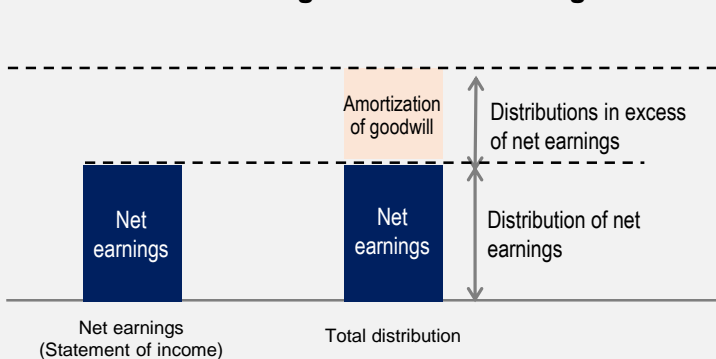 Amortization
of goodwill
Distributions in excess
of net earnings
Net
earnings
Net
earnings
Distribution of net
earnings
Net earnings
(Statement of income)
Total distribution